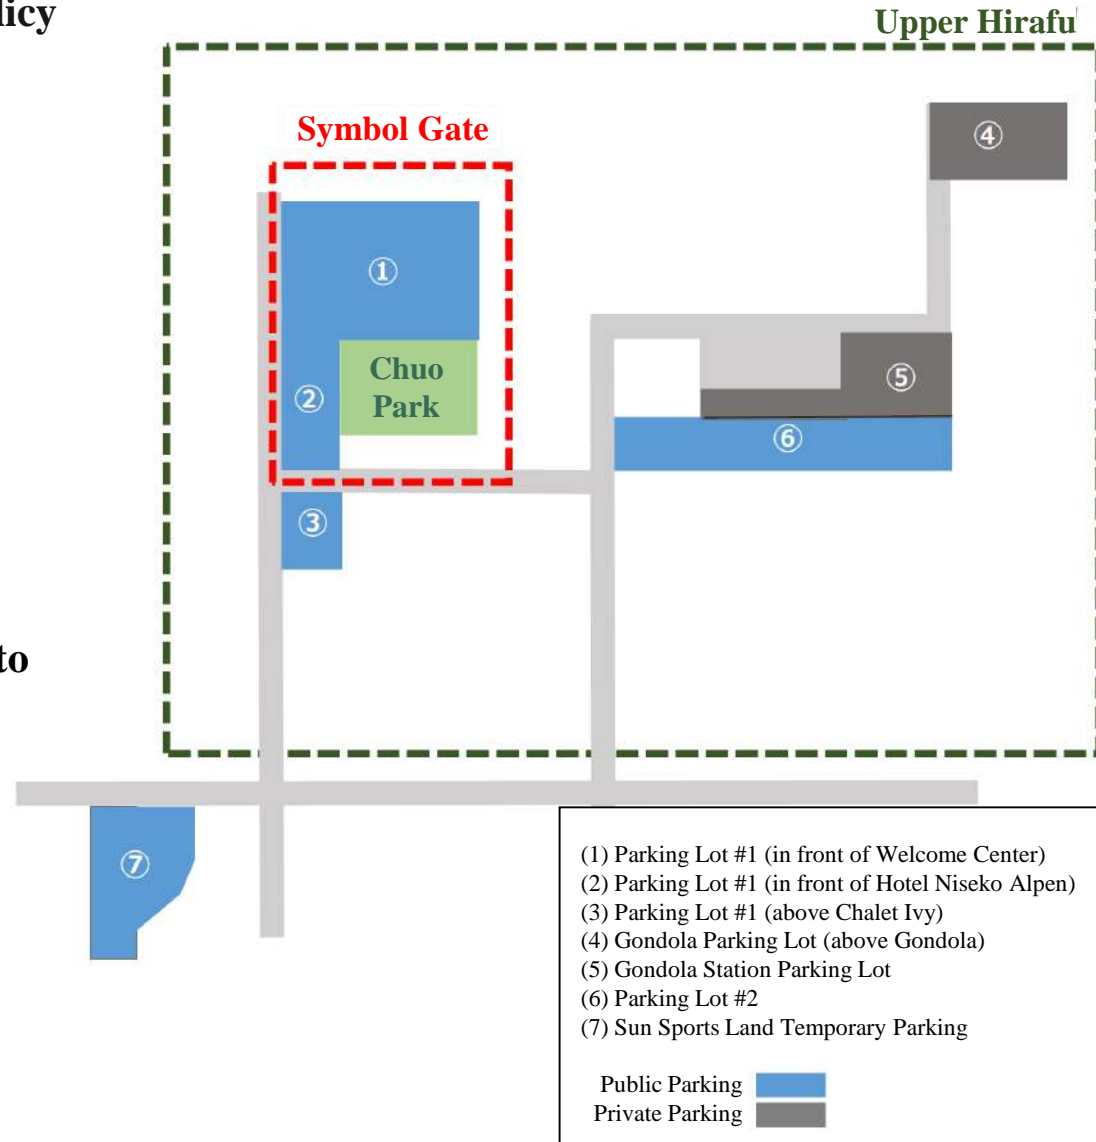 licy
Upper Hirafu
Symbol Gate
④
①
Chuo
Park
②
⑤
⑥
③
to
⑦
(1) Parking Lot #1 (in front of Welcome Center)
(2) Parking Lot #1 (in front of Hotel Niseko Alpen)
(3) Parking Lot #1 (above Chalet Ivy)
(4) Gondola Parking Lot (above Gondola)
(5) Gondola Station Parking Lot
(6) Parking Lot #2
(7) Sun Sports Land Temporary Parking
Public Parking
Private Parking